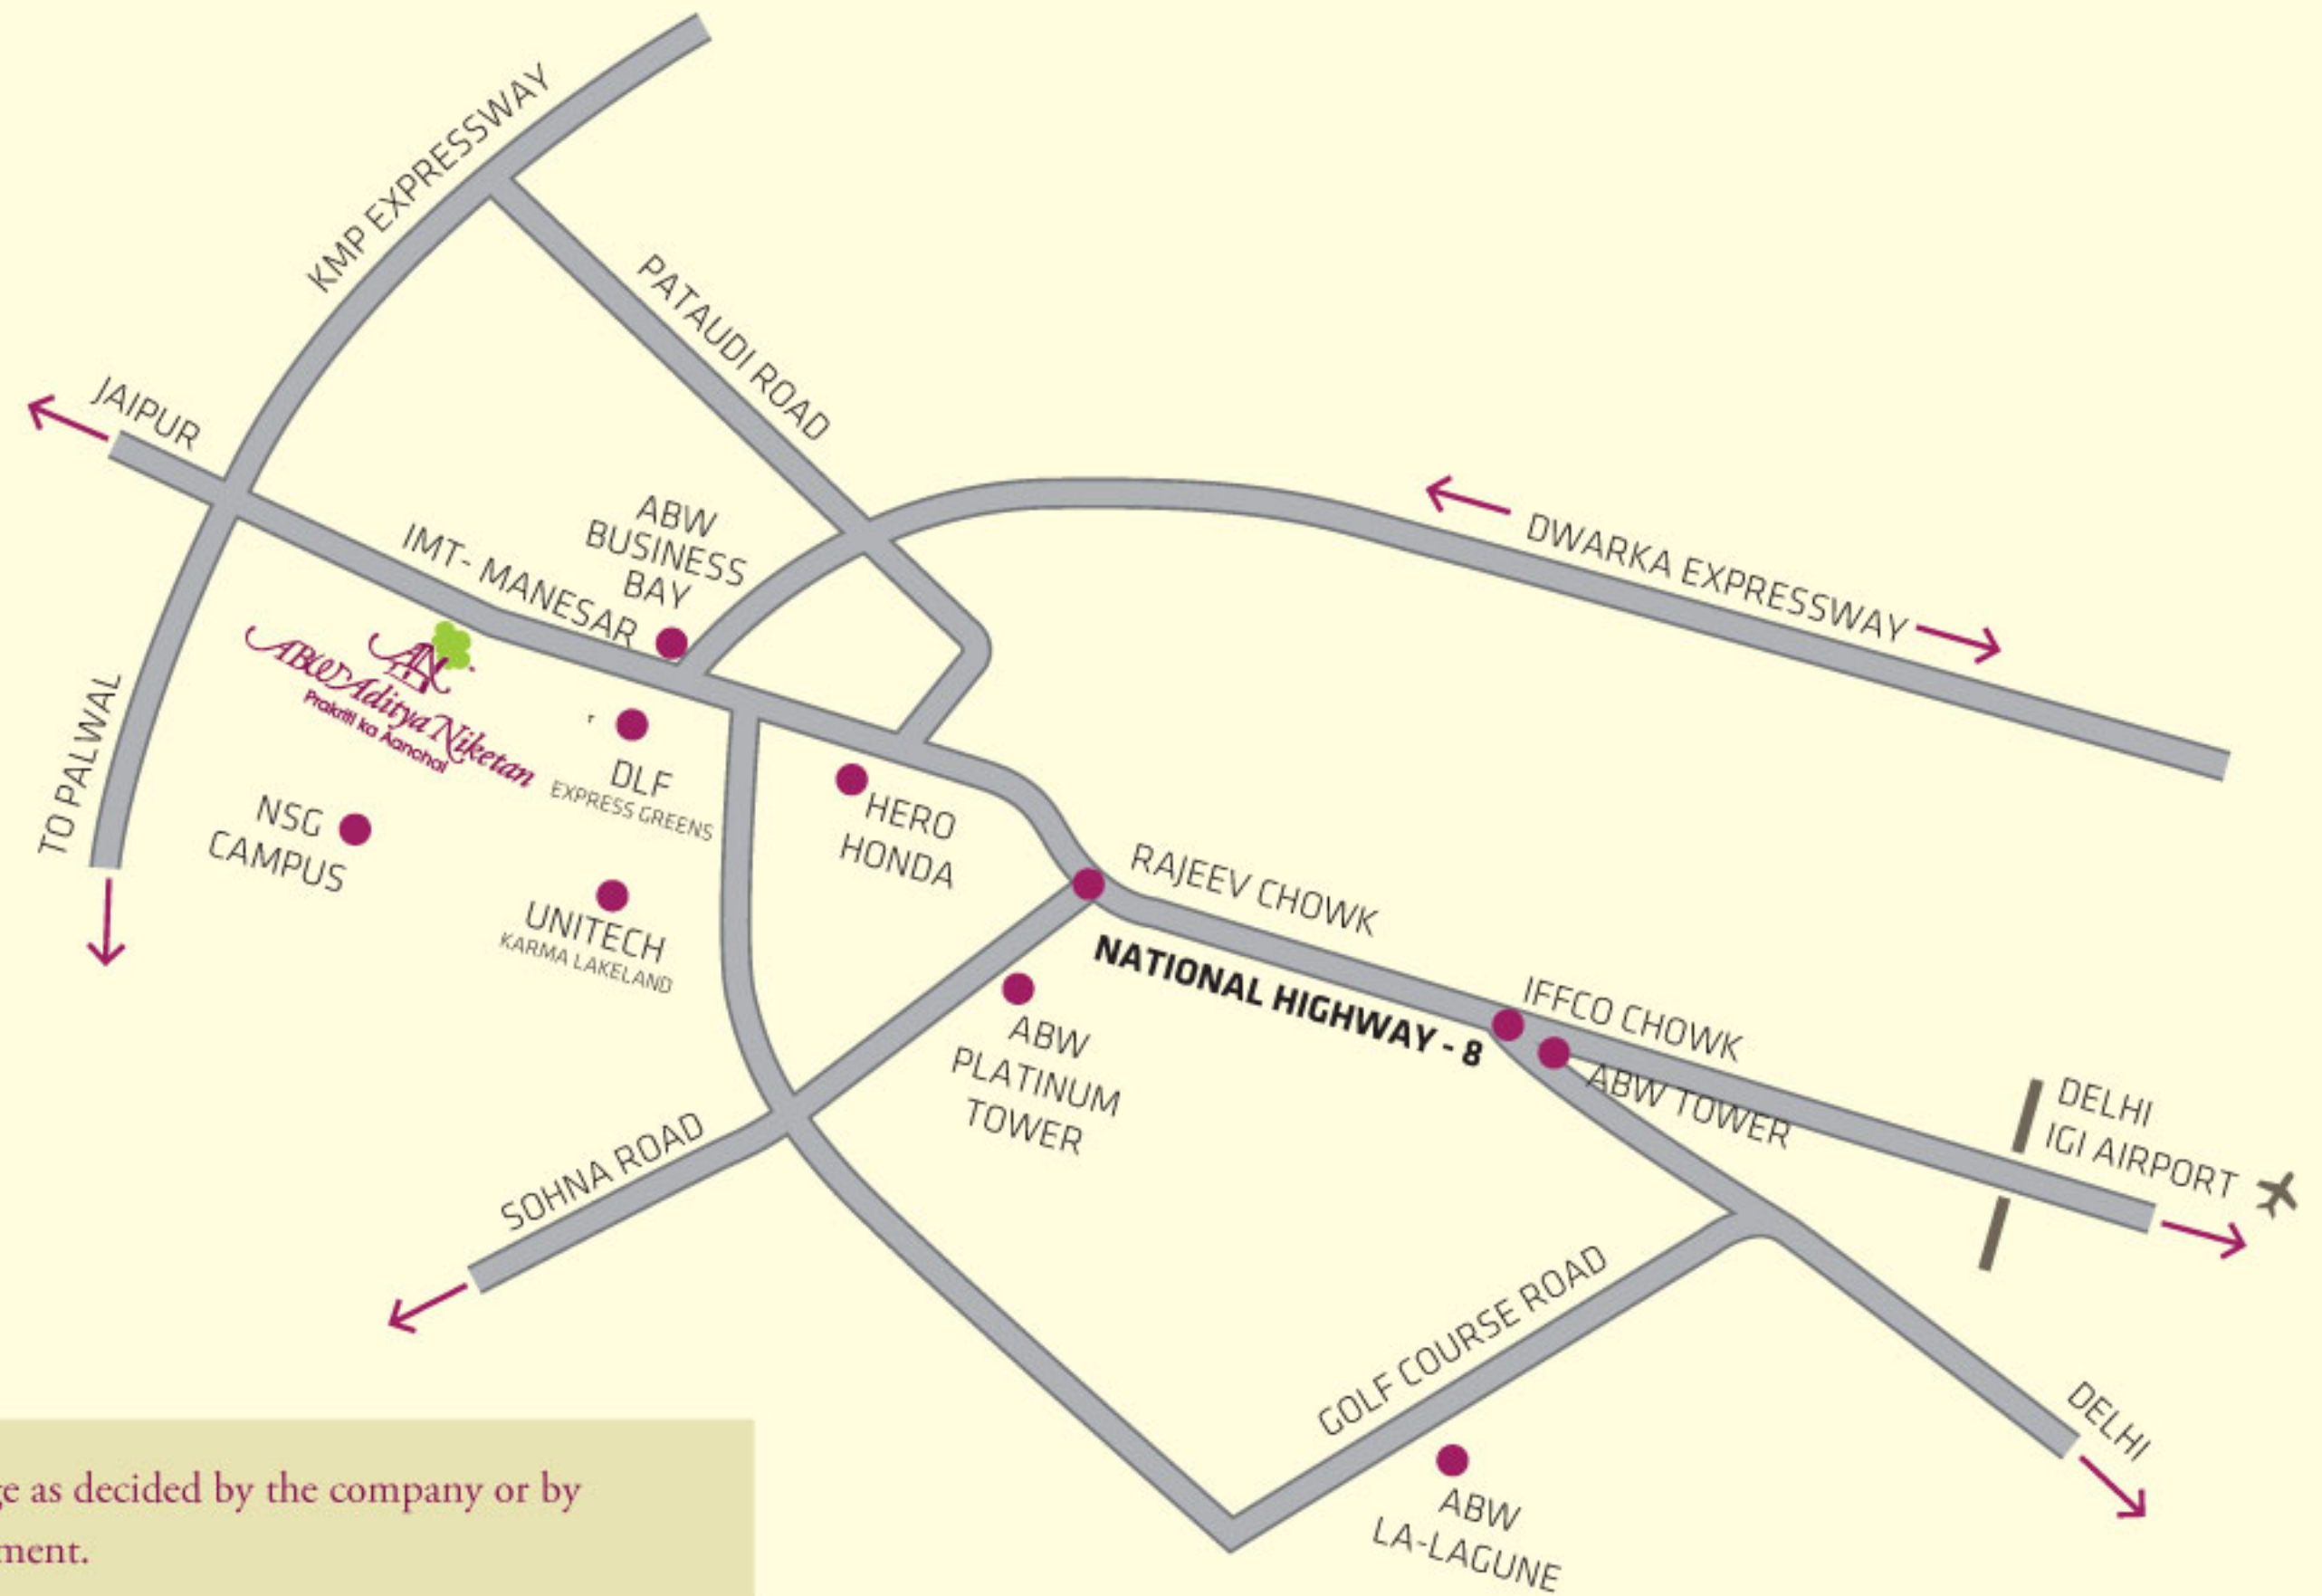 KMP EXPRESSWAY
PATAUDI ROAD
JAIPUR
ABW
BUSINESS
BAY
IMT- MANESAR
DWARKA EXPRESSWAY
ABW Aditya Niketan
Prakriti ka Aanchal
TO PALWAL
r
DLF
EXPRESS GREENS
NSG
CAMPUS
HERO
HONDA
UNITECH
KARMA LAKELAND
RAJEEV CHOWK
NATIONAL HIGHWAY - 8
IFFCO CHOWK
ABW TOWER
ABW
PLATINUM
TOWER
DELHI
IGI AIRPORT
SOHNA ROAD
GOLF COURSE ROAD
DELHI
ABW
LA-LAGUNE
as decided by the company or by